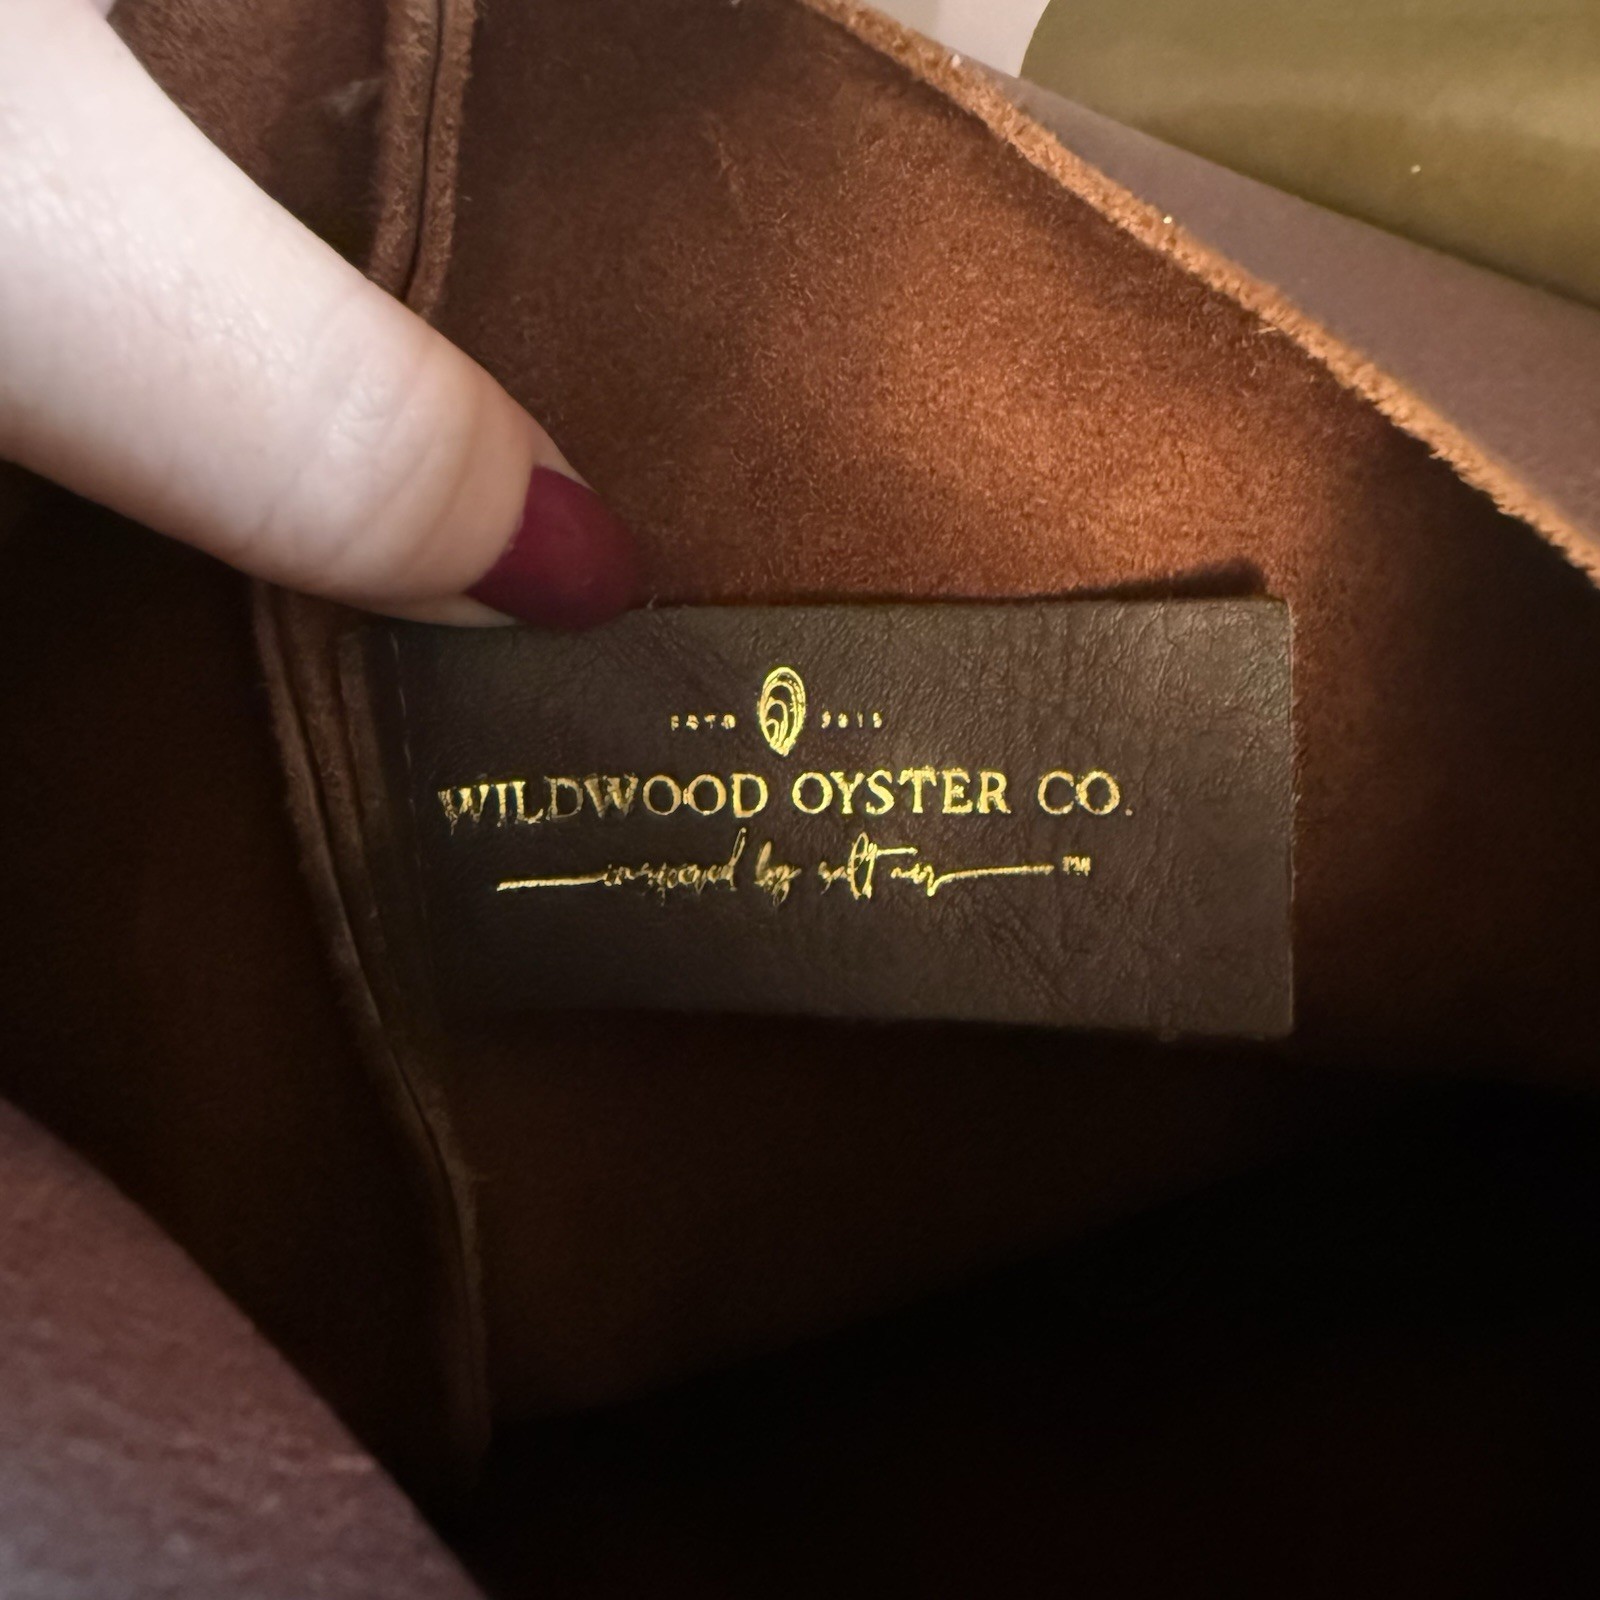 ESTD 2015
WILDWOOD OYSTER CO.
inspired by salt air ™